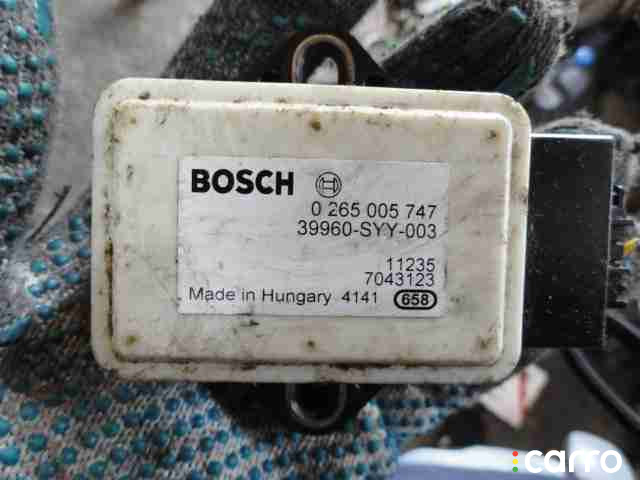 BOSCH
0 265 005 747
39960-SYY-003
11235
7043123
Made in Hungary 4141 658
carro